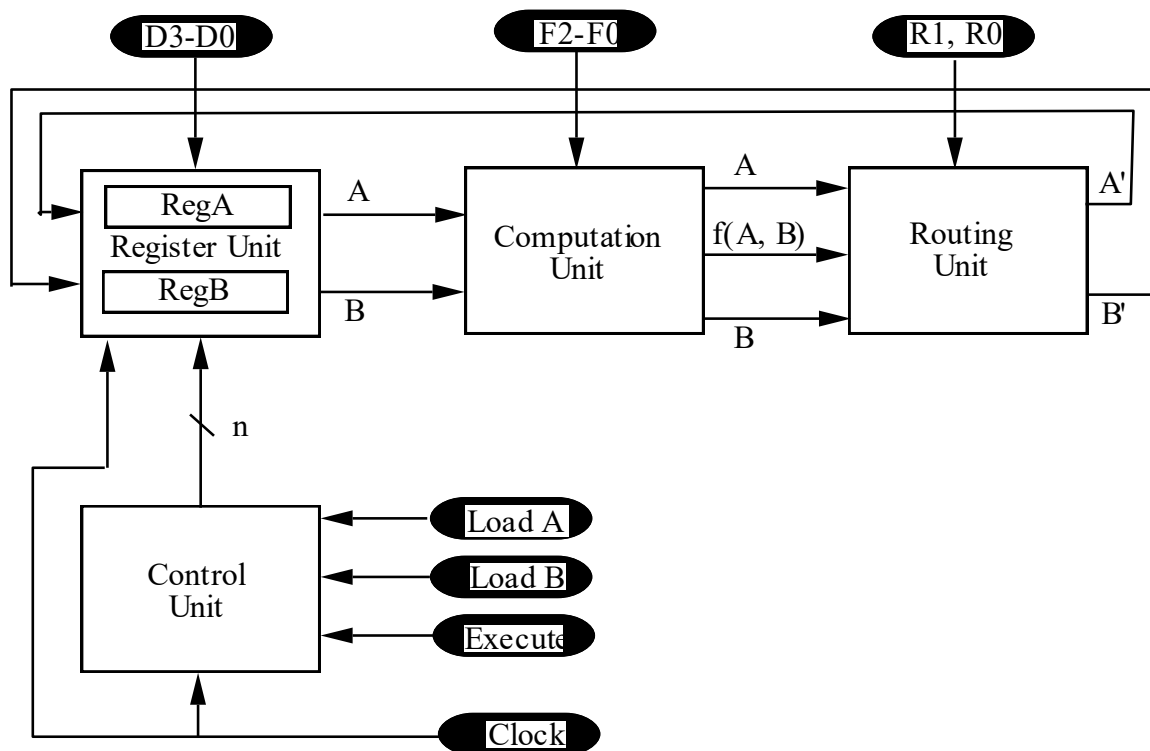 D3-D0
F2-F0
R1, R0
RegA
Register Unit
RegB
A
B
Computation
Unit
A
f(A, B)
B
Routing
Unit
A'
B'
n
Control
Unit
Load A
Load B
Execute
Clock